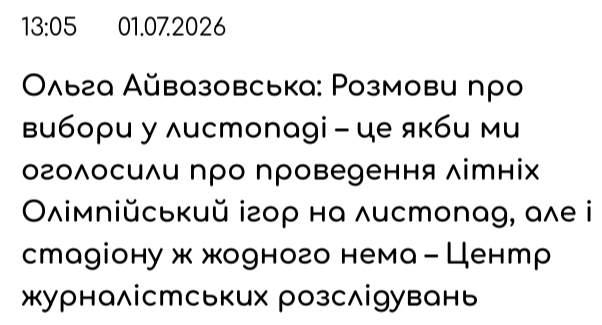 13:05 01.07.2026
Ольга Айвазовська: Розмови про
вибори у листопаді – це якби ми
оголосили про проведення літніх
Олімпійський ігор на листопад, але і
стадіону ж жодного нема – Центр
журналістських розслідувань